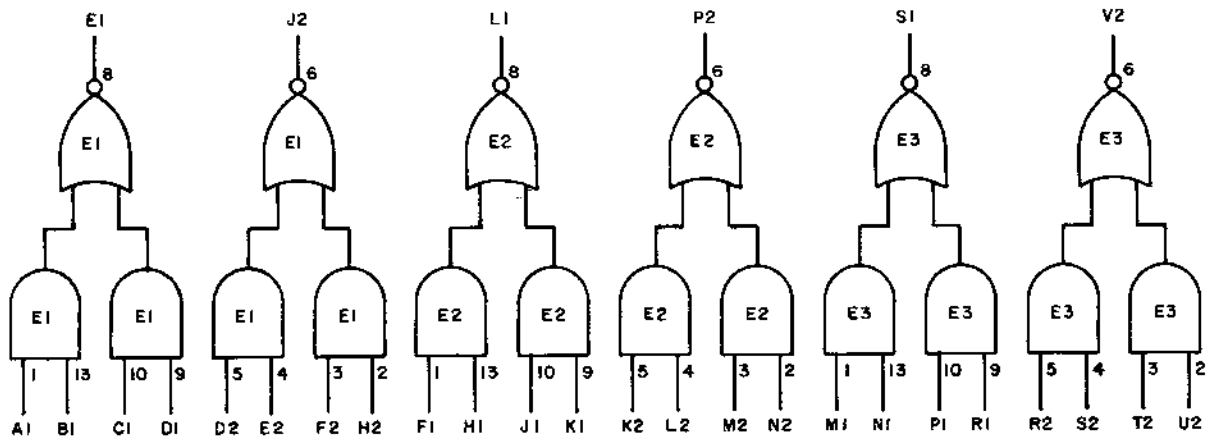 E1 J2 L1 P2 S1 V2
8 6 8 6 8 6
E1 E1 E2 E2 E3 E3
E1 E1 E1 E1 E2 E2 E2 E2 E3 E3 E3 E3
1 13 10 9 5 4 3 2 1 13 10 9 5 4 3 2 1 13 10 9 5 4 3 2
A1 B1 C1 D1 D2 E2 F2 H2 F1 H1 J1 K1 K2 L2 M2 N2 M1 N1 P1 R1 R2 S2 T2 U2